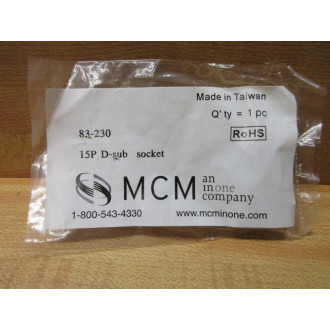 Made in Taiwan
83-230
Q'ty = 1 pc
RoHS
15P D-sub socket
MCM an inone company
1-800-543-4330
www.mcminone.com